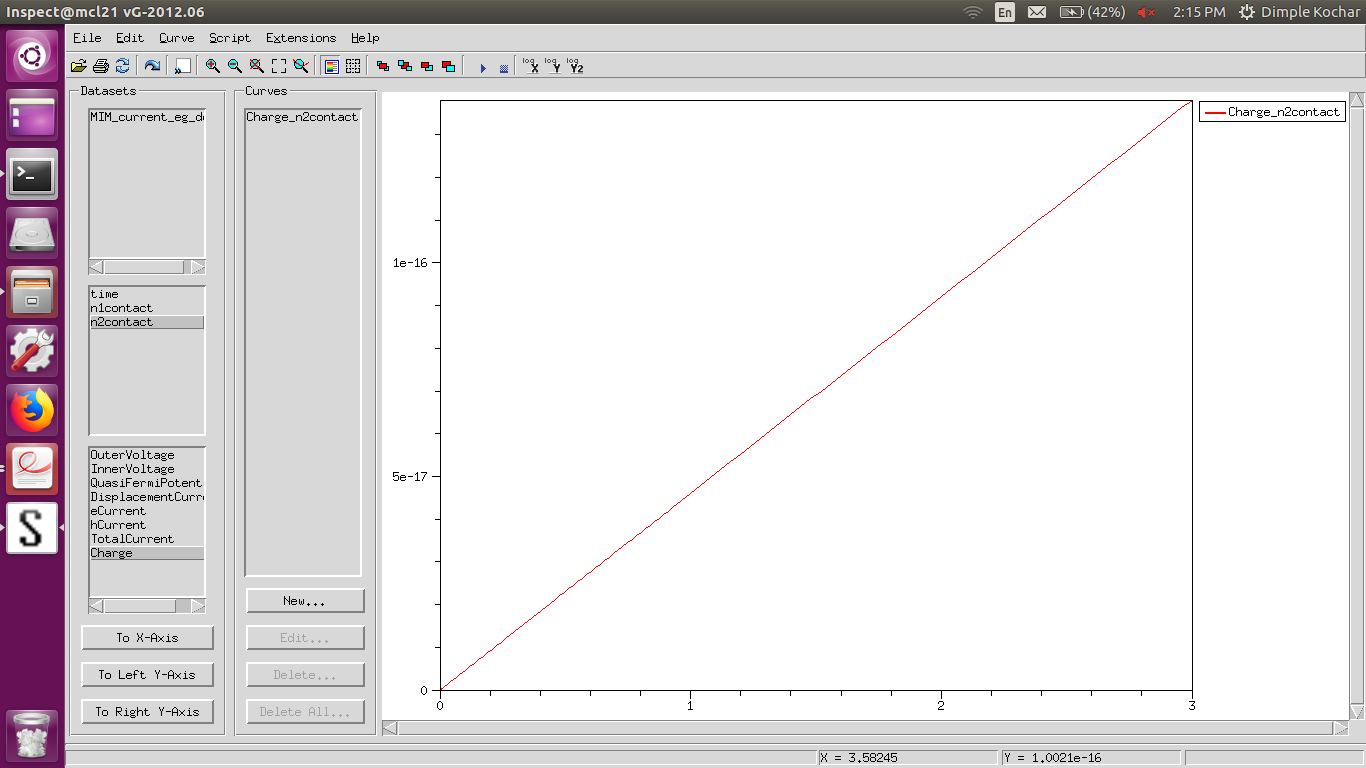 Inspect@mcl21 vG-2012.06
En
(42%)
2:15 PM
Dimple Kochar
File Edit Curve Script Extensions Help
log X log Y log Y2
Datasets
MIM_current_eg_d
time
n1contact
n2contact
OuterVoltage
InnerVoltage
QuasiFermiPotent
DisplacementCurr
eCurrent
hCurrent
TotalCurrent
Charge
To X-Axis
To Left Y-Axis
To Right Y-Axis
Curves
Charge_n2contact
New...
Edit...
Delete...
Delete All...
1e-16
5e-17
0
0 1 2 3
Charge_n2contact
X = 3.58245
Y = 1.0021e-16